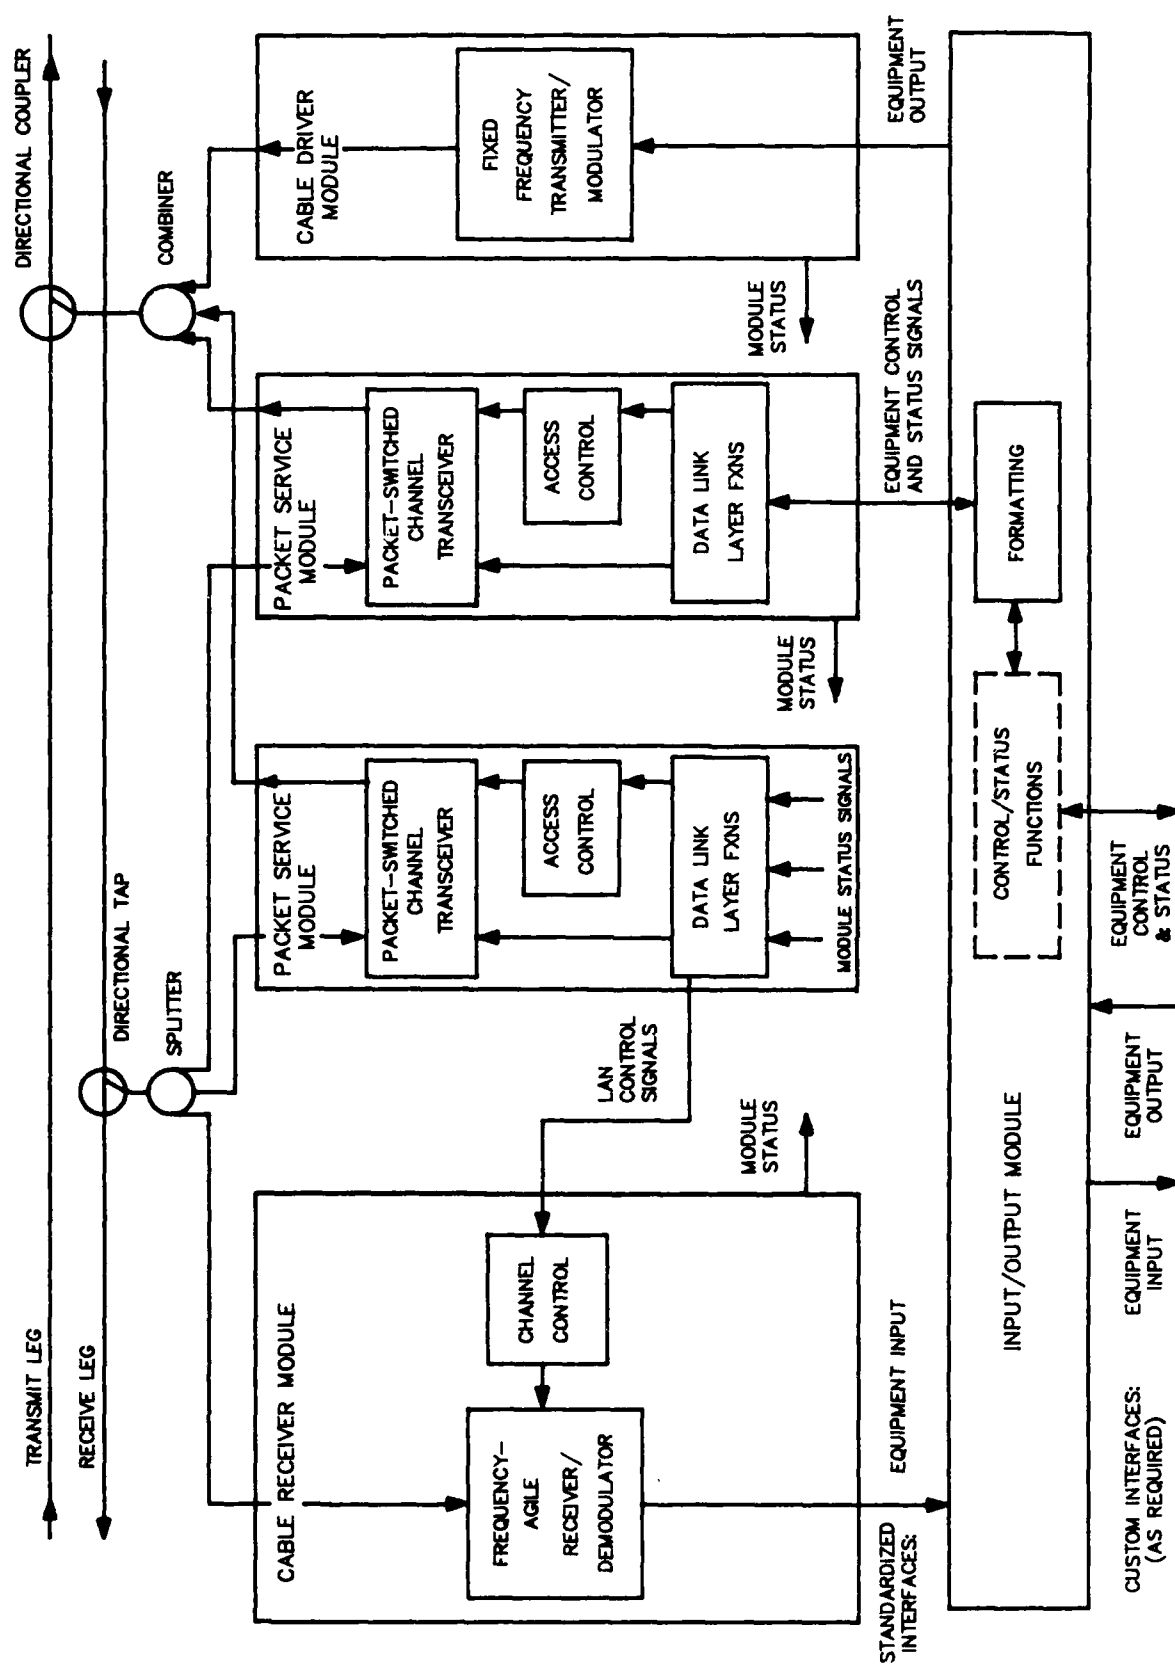 TRANSMIT LEG
DIRECTIONAL COUPLER
RECEIVE LEG
DIRECTIONAL TAP
SPLITTER
COMBINER
CABLE RECEIVER MODULE
FREQUENCY-
AGILE
RECEIVER/
DEMODULATOR
CHANNEL
CONTROL
MODULE
STATUS
LAN
CONTROL
SIGNALS
PACKET SERVICE
MODULE
PACKET-SWITCHED
CHANNEL
TRANSCEIVER
ACCESS
CONTROL
DATA LINK
LAYER FXNS
MODULE STATUS SIGNALS
PACKET SERVICE
MODULE
PACKET-SWITCHED
CHANNEL
TRANSCEIVER
ACCESS
CONTROL
DATA LINK
LAYER FXNS
MODULE
STATUS
CABLE DRIVER
MODULE
FIXED
FREQUENCY
TRANSMITTER/
MODULATOR
MODULE
STATUS
STANDARDIZED
INTERFACES:
EQUIPMENT INPUT
EQUIPMENT CONTROL
AND STATUS SIGNALS
EQUIPMENT
OUTPUT
INPUT/OUTPUT MODULE
CONTROL/STATUS
FUNCTIONS
FORMATTING
CUSTOM INTERFACES:
(AS REQUIRED)
EQUIPMENT
INPUT
EQUIPMENT
OUTPUT
EQUIPMENT
CONTROL
& STATUS